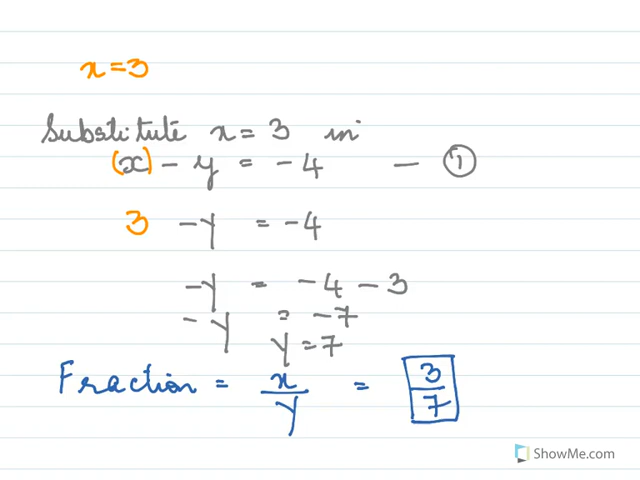 x = 3
Substitute x = 3 in
(x) - y = -4 — ①
3 - y = -4
-y = -4 - 3
-y = -7
y = 7
Fraction = x/y = 3/7
ShowMe.com